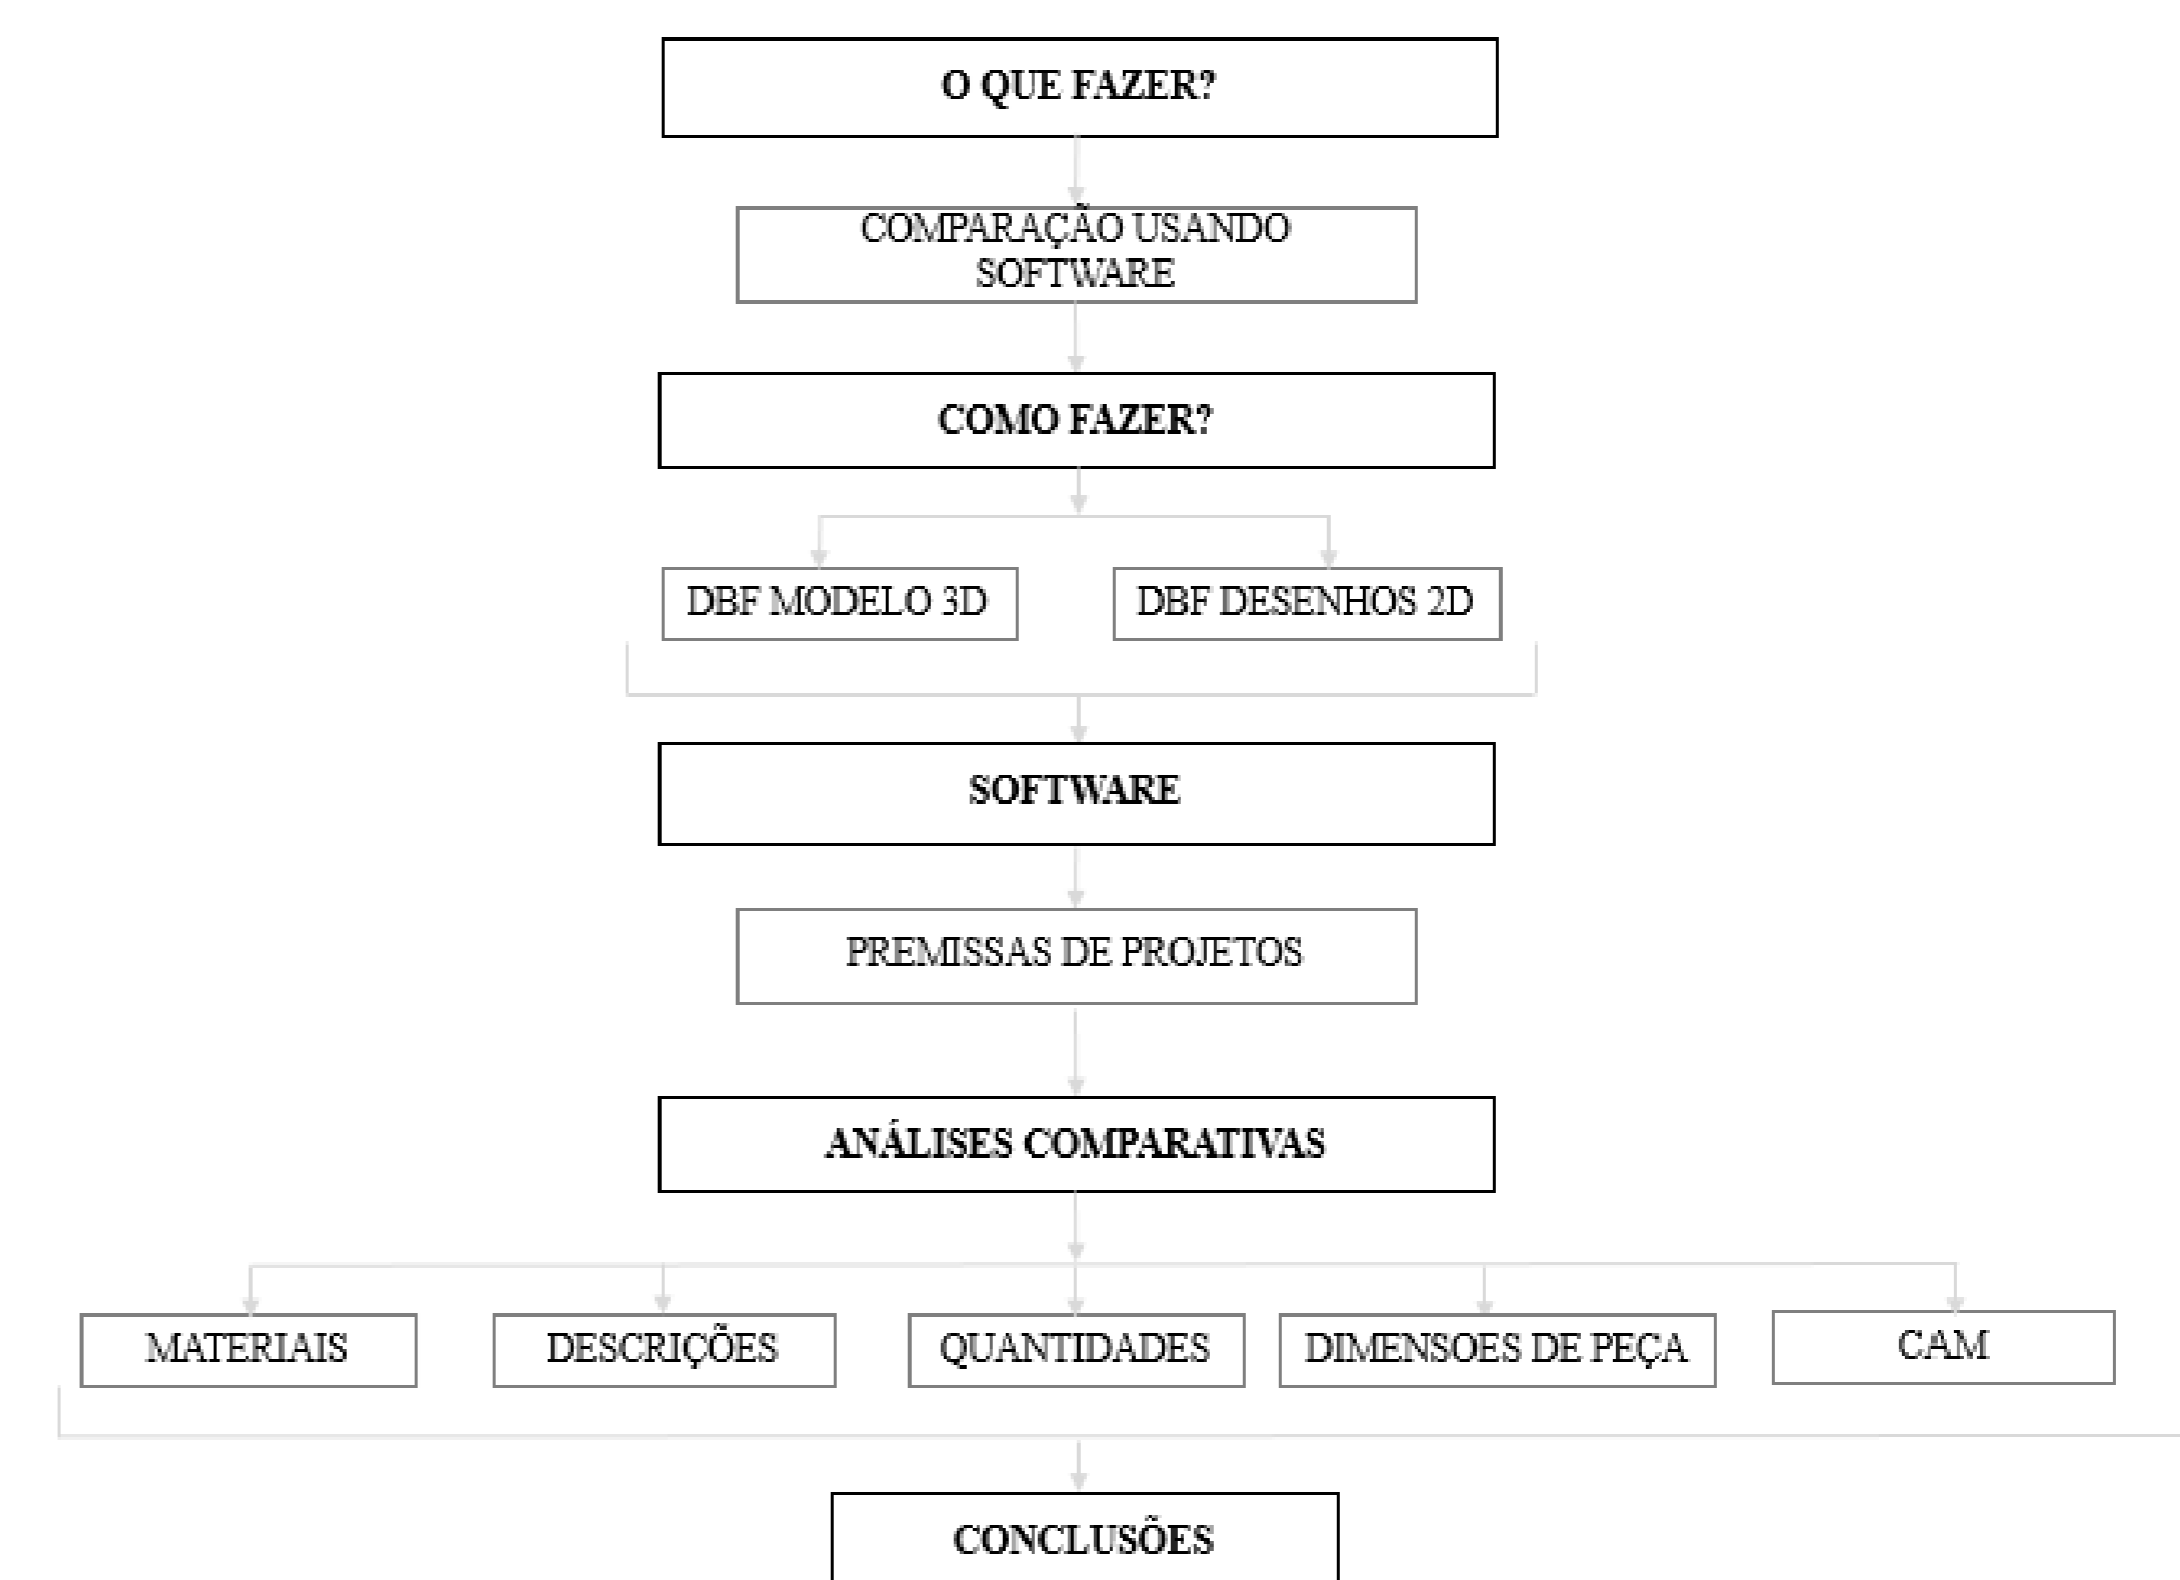 O QUE FAZER?
COMPARAÇÃO USANDO
SOFTWARE
COMO FAZER?
DBF MODELO 3D
DBF DESENHOS 2D
SOFTWARE
PREMISSAS DE PROJETOS
ANÁLISES COMPARATIVAS
MATERIAIS
DESCRIÇÕES
QUANTIDADES
DIMENSOES DE PEÇA
CAM
CONCLUSÕES